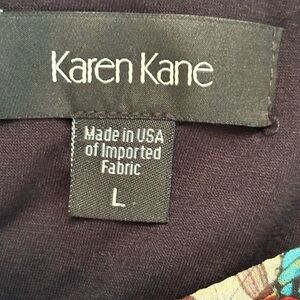 Karen Kane
Made in USA
of Imported
Fabric
L